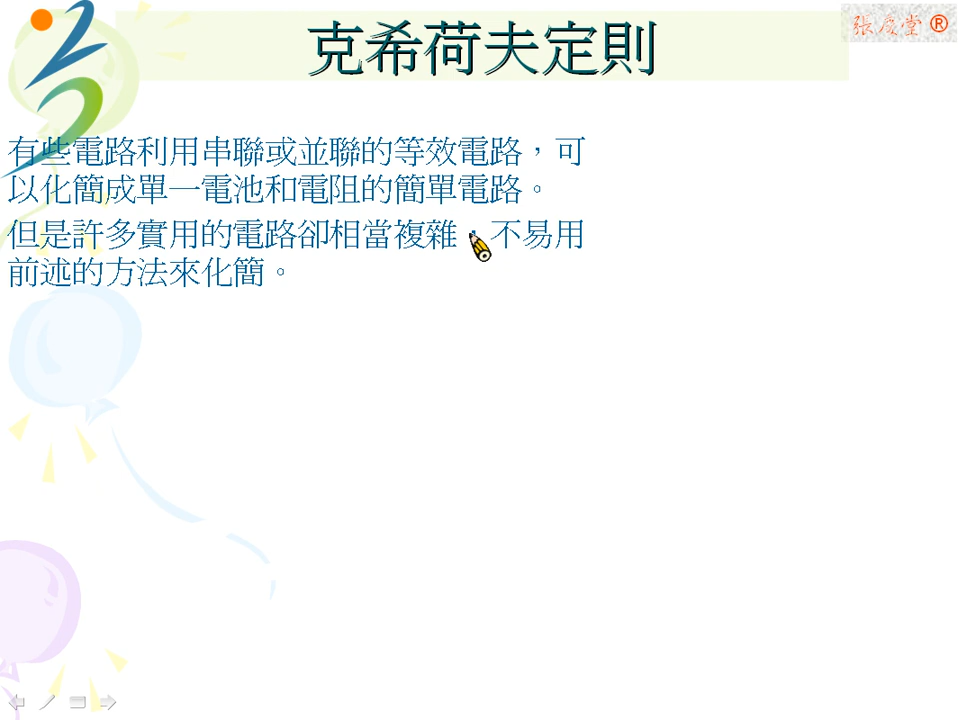 克希荷夫定則
張慶堂 ®
有些電路利用串聯或並聯的等效電路，可
以化簡成單一電池和電阻的簡單電路。
但是許多實用的電路卻相當複雜，不易用
前述的方法來化簡。